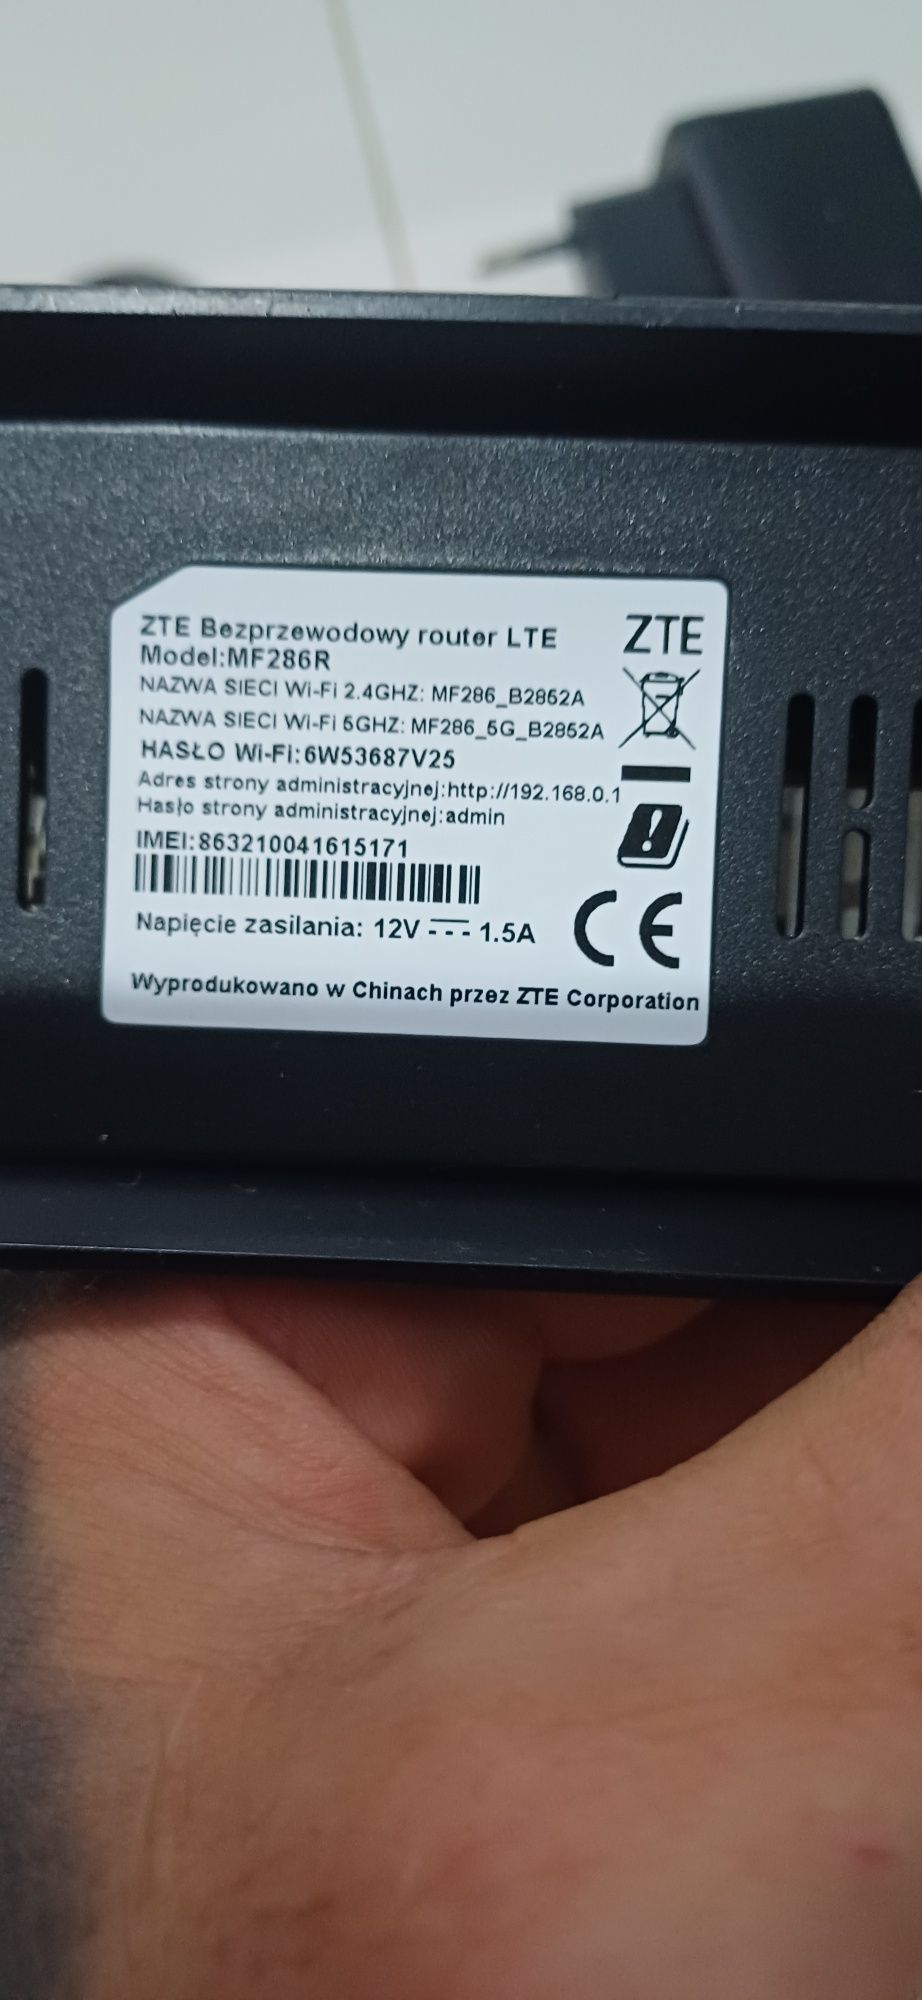 ZTE Bezprzewodowy router LTE
ZTE
Model:MF286R
NAZWA SIECI Wi-Fi 2.4GHZ: MF286_B2852A
NAZWA SIECI Wi-Fi 5GHZ: MF286_5G_B2852A
HASŁO Wi-Fi:6W53687V25
Adres strony administracyjnej:http://192.168.0.1
Hasło strony administracyjnej:admin
IMEI:863210041615171
Napięcie zasilania: 12V 1.5A
CE
Wyprodukowano w Chinach przez ZTE Corporation